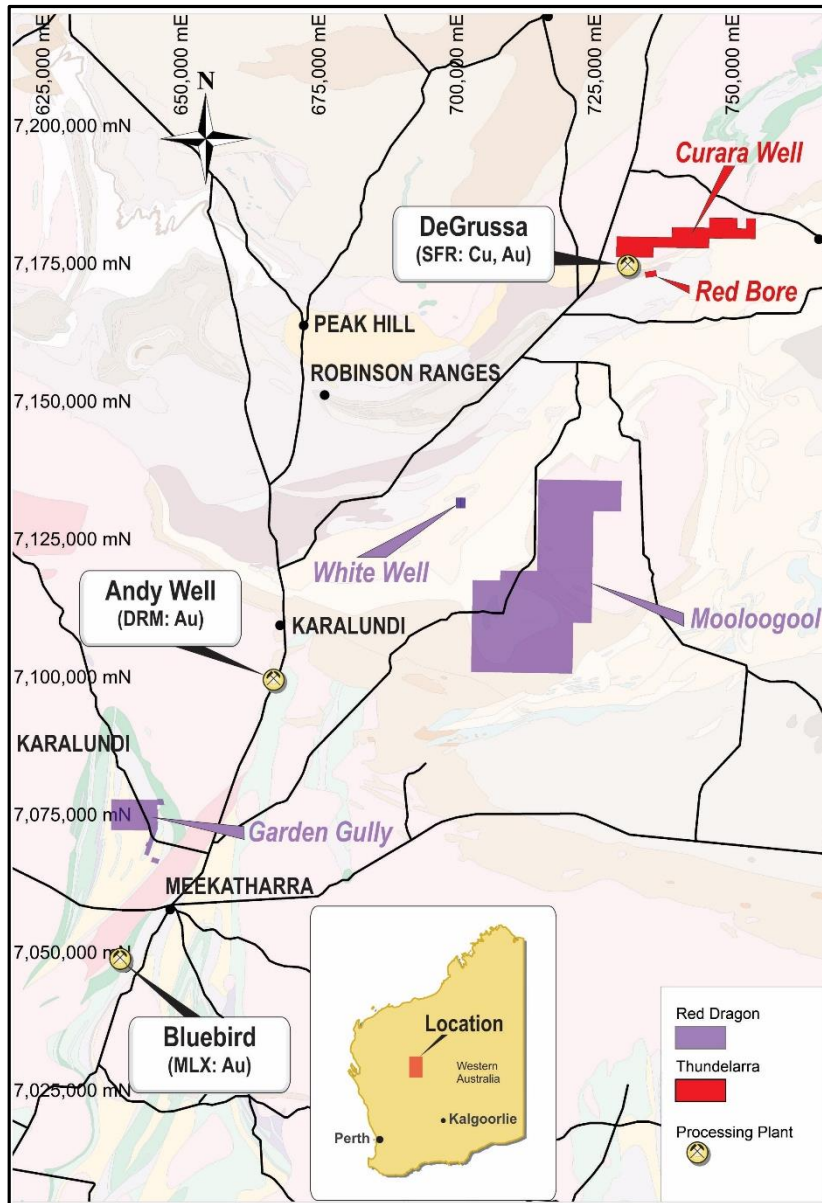 625,000 mE
650,000 mE
675,000 mE
700,000 mE
725,000 mE
750,000 mE
N
7,200,000 mN
Curara Well
DeGrussa
(SFR: Cu, Au)
7,175,000 mN
Red Bore
PEAK HILL
ROBINSON RANGES
7,150,000 mN
7,125,000 mN
White Well
Andy Well
(DRM: Au)
KARALUNDI
Mooloogool
7,100,000 mN
KARALUNDI
7,075,000 mN
Garden Gully
MEEKATHARRA
7,050,000 mN
Bluebird
(MLX: Au)
7,025,000 mN
Location
Western
Australia
Kalgoorlie
Perth
Red Dragon
Thundelarra
Processing Plant